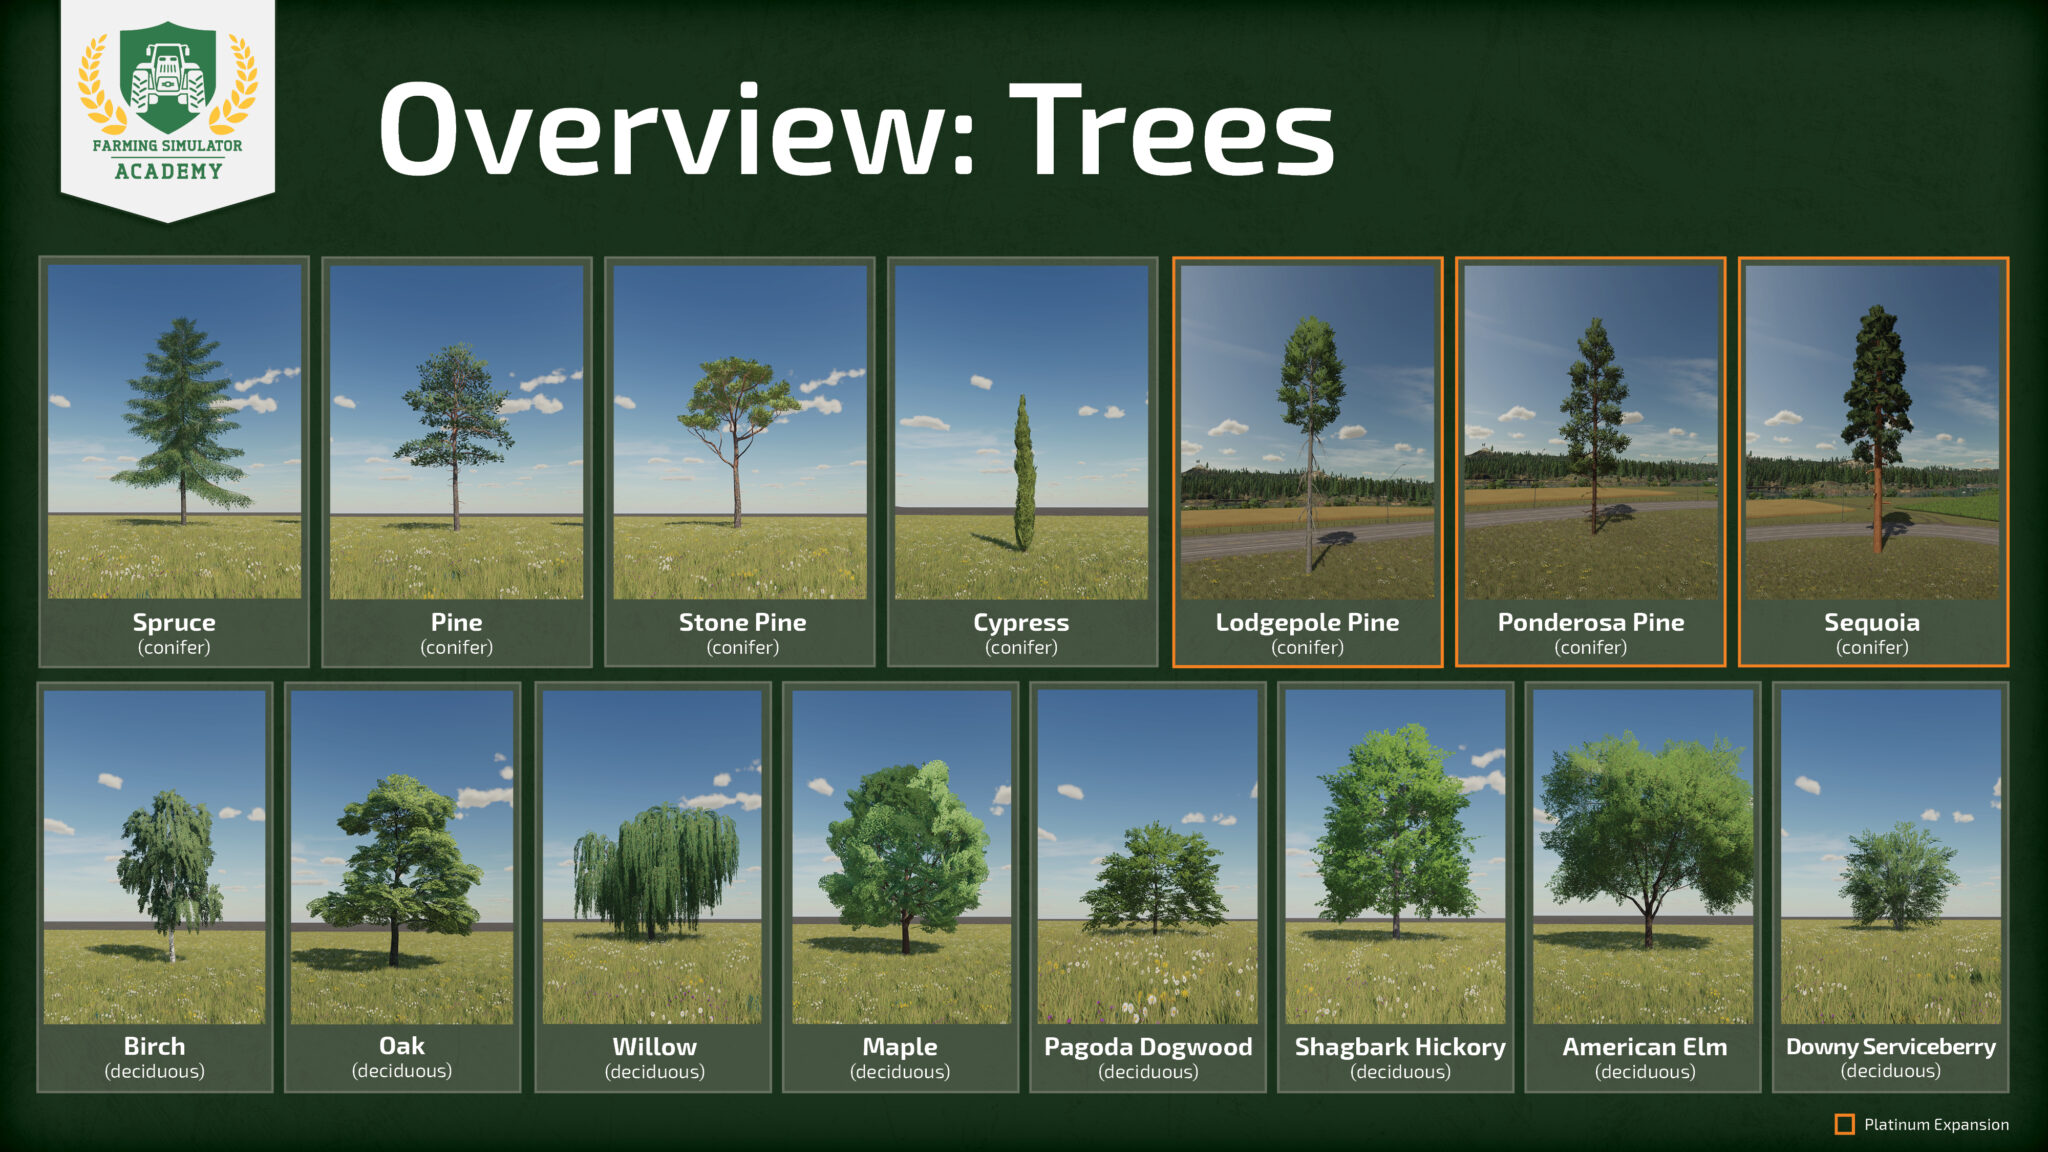 FARMING SIMULATOR
ACADEMY
Overview: Trees
Spruce
(conifer)
Pine
(conifer)
Stone Pine
(conifer)
Cypress
(conifer)
Lodgepole Pine
(conifer)
Ponderosa Pine
(conifer)
Sequoia
(conifer)
Birch
(deciduous)
Oak
(deciduous)
Willow
(deciduous)
Maple
(deciduous)
Pagoda Dogwood
(deciduous)
Shagbark Hickory
(deciduous)
American Elm
(deciduous)
Downy Serviceberry
(deciduous)
Platinum Expansion